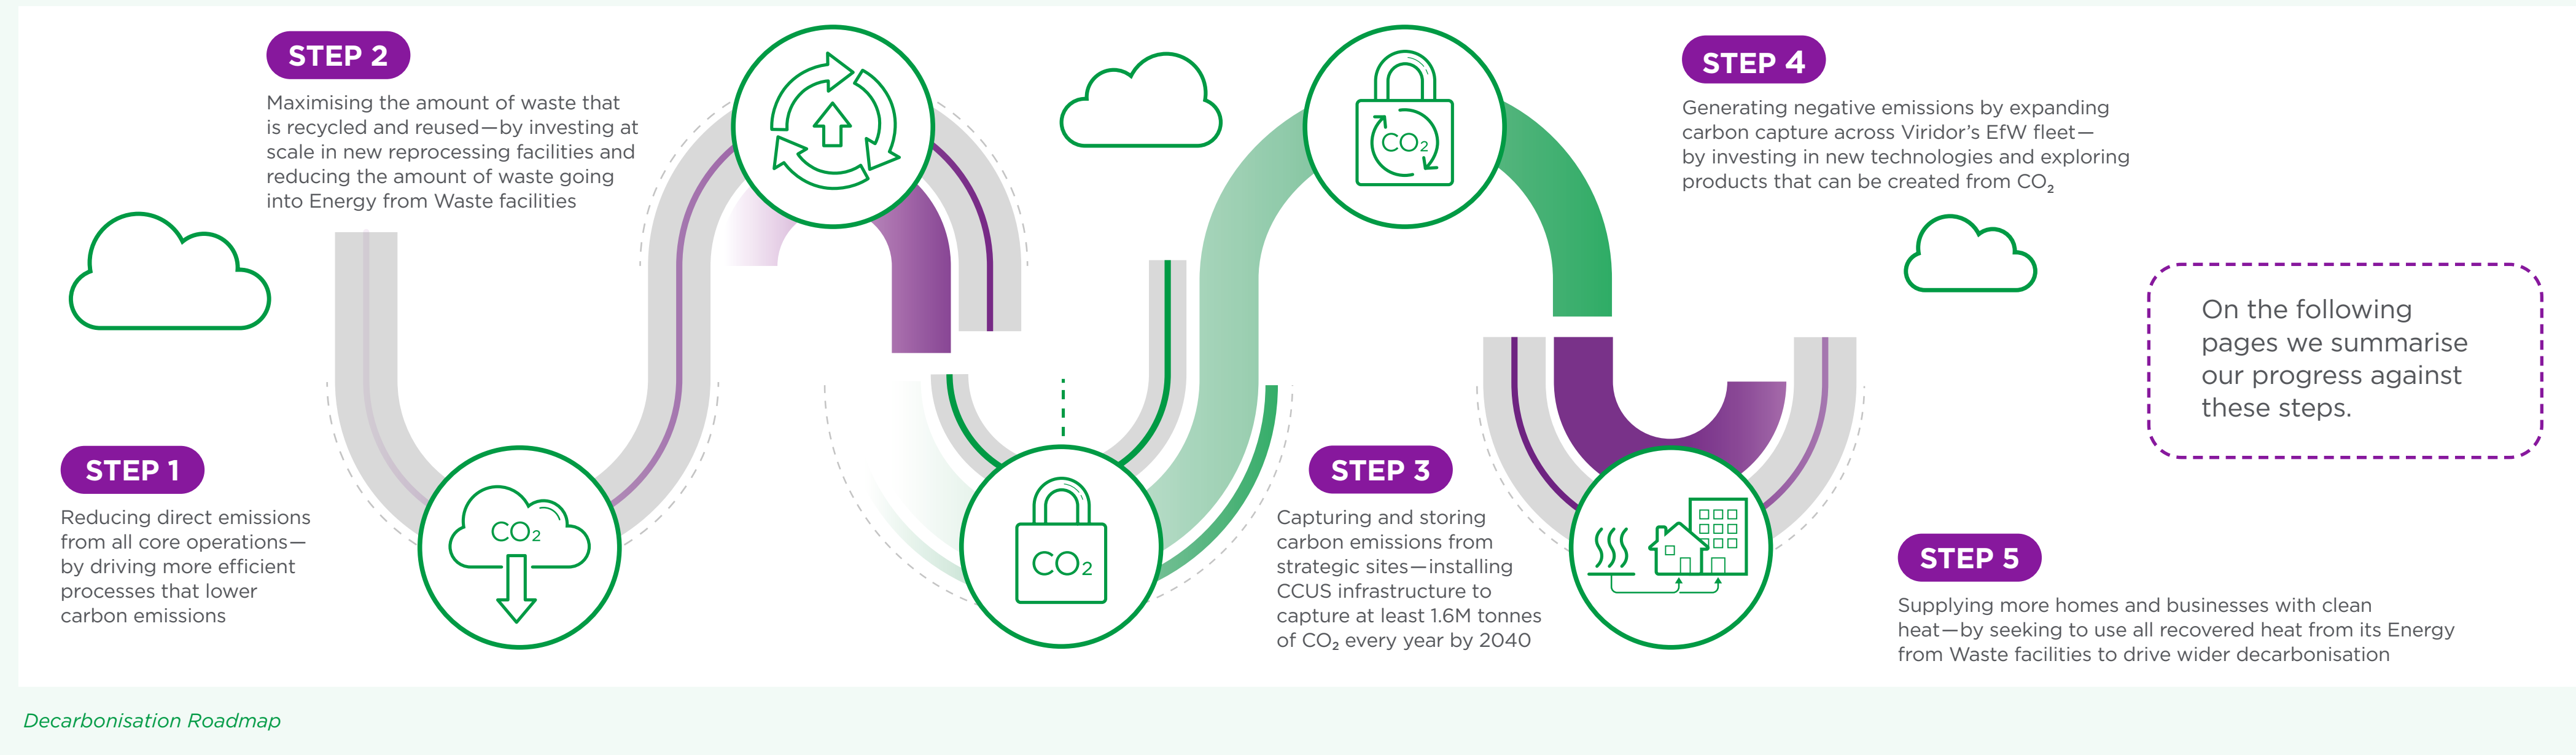 STEP 1
Reducing direct emissions
from all core operations—
by driving more efficient
processes that lower
carbon emissions
STEP 2
Maximising the amount of waste that
is recycled and reused—by investing at
scale in new reprocessing facilities and
reducing the amount of waste going
into Energy from Waste facilities
CO₂
CO₂
STEP 3
Capturing and storing
carbon emissions from
strategic sites—installing
CCUS infrastructure to
capture at least 1.6M tonnes
of CO₂ every year by 2040
CO₂
STEP 4
Generating negative emissions by expanding
carbon capture across Viridor’s EfW fleet—
by investing in new technologies and exploring
products that can be created from CO₂
STEP 5
Supplying more homes and businesses with clean
heat—by seeking to use all recovered heat from its Energy
from Waste facilities to drive wider decarbonisation
On the following
pages we summarise
our progress against
these steps.
Decarbonisation Roadmap